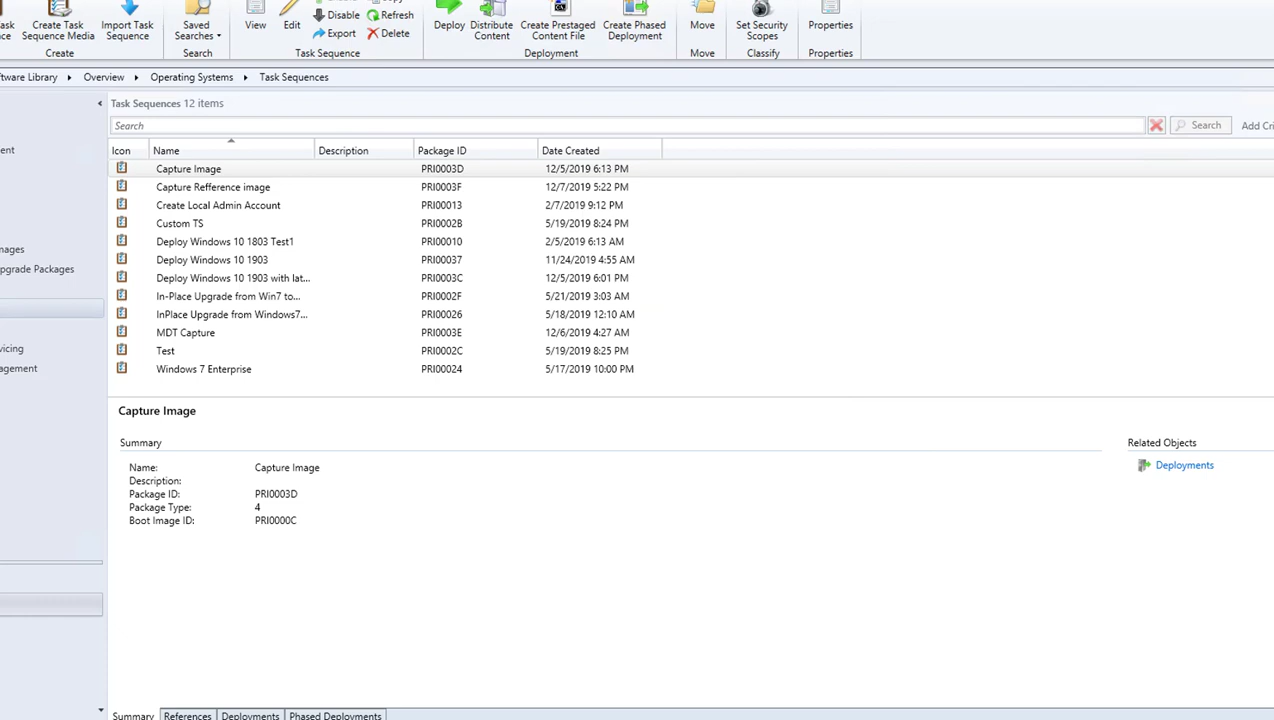 Create Task Sequence Media
Import Task Sequence
Create
Saved Searches
Search
View
Edit
Disable
Export
Refresh
Delete
Task Sequence
Deploy
Distribute Content
Create Prestaged Content File
Create Phased Deployment
Deployment
Move
Move
Set Security Scopes
Classify
Properties
Properties
ftware Library ▸ Overview ▸ Operating Systems ▸ Task Sequences
Task Sequences 12 items
Search
Search
Add Cri
ent
mages
pgrade Packages
vicing
agement
Icon Name Description Package ID Date Created
Capture Image PRI0003D 12/5/2019 6:13 PM
Capture Refference image PRI0003F 12/7/2019 5:22 PM
Create Local Admin Account PRI00013 2/7/2019 9:12 PM
Custom TS PRI0002B 5/19/2019 8:24 PM
Deploy Windows 10 1803 Test1 PRI00010 2/5/2019 6:13 AM
Deploy Windows 10 1903 PRI00037 11/24/2019 4:55 AM
Deploy Windows 10 1903 with lat... PRI0003C 12/5/2019 6:01 PM
In-Place Upgrade from Win7 to... PRI0002F 5/21/2019 3:03 AM
InPlace Upgrade from Windows7... PRI00026 5/18/2019 12:10 AM
MDT Capture PRI0003E 12/6/2019 4:27 AM
Test PRI0002C 5/19/2019 8:25 PM
Windows 7 Enterprise PRI00024 5/17/2019 10:00 PM
Capture Image
Summary
Name: Capture Image
Description:
Package ID: PRI0003D
Package Type: 4
Boot Image ID: PRI0000C
Related Objects
Deployments
Summary References Deployments Phased Deployments